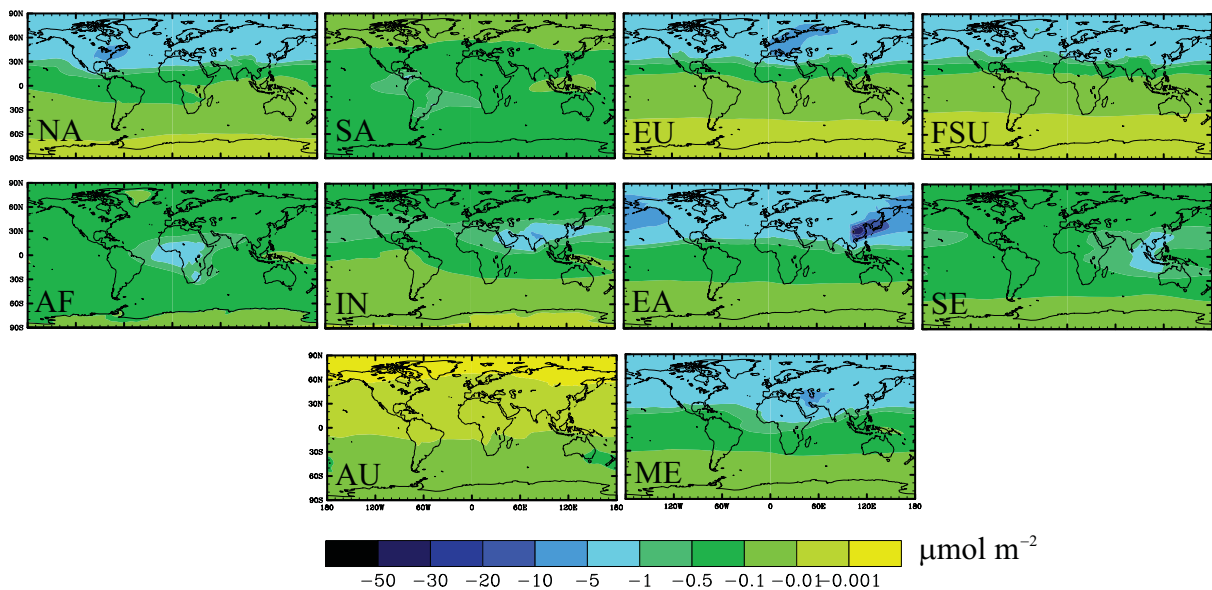 90N
60N
30N
0
30S
60S
90S
NA SA EU FSU
90N
60N
30N
0
30S
60S
90S
AF IN EA SE
90N
60N
30N
0
30S
60S
90S
AU ME
180 120W 60W 0 60E 120E 180 120W 60W 0 60E 120E 180
μmol m⁻²
−50 −30 −20 −10 −5 −1 −0.5 −0.1 −0.01 −0.001